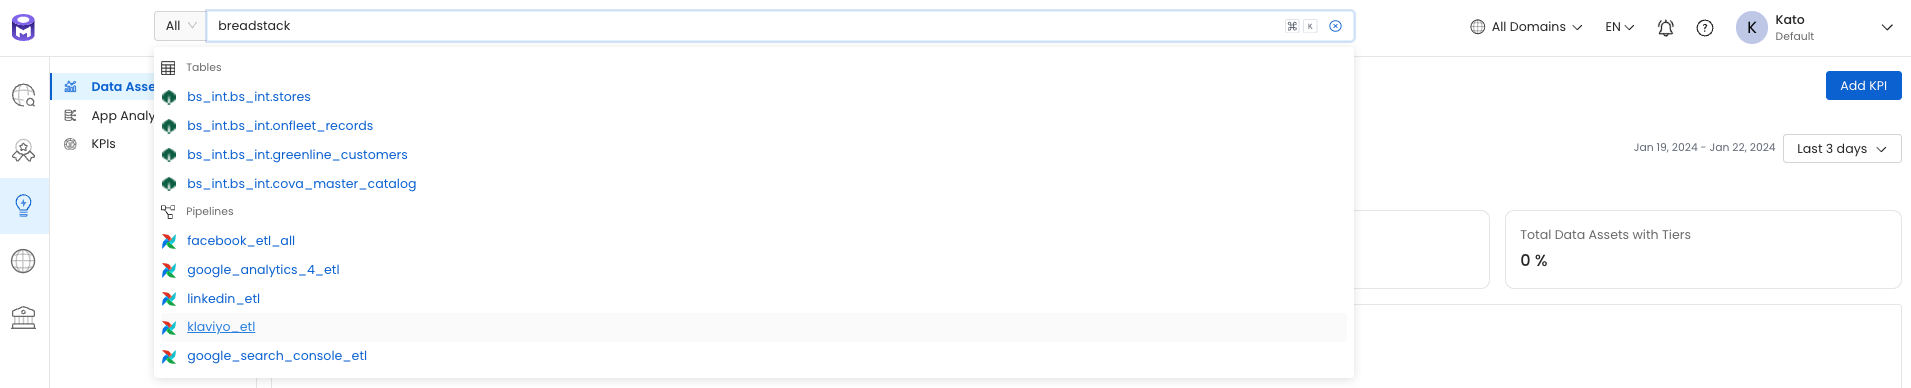 All
breadstack
⌘ K
All Domains
EN
K
Kato
Default
Tables
Data Asse
bs_int.bs_int.stores
Add KPI
App Analy
bs_int.bs_int.onfleet_records
KPIs
bs_int.bs_int.greenline_customers
Jan 19, 2024 - Jan 22, 2024
Last 3 days
bs_int.bs_int.cova_master_catalog
Pipelines
facebook_etl_all
Total Data Assets with Tiers
0 %
google_analytics_4_etl
linkedin_etl
klaviyo_etl
google_search_console_etl